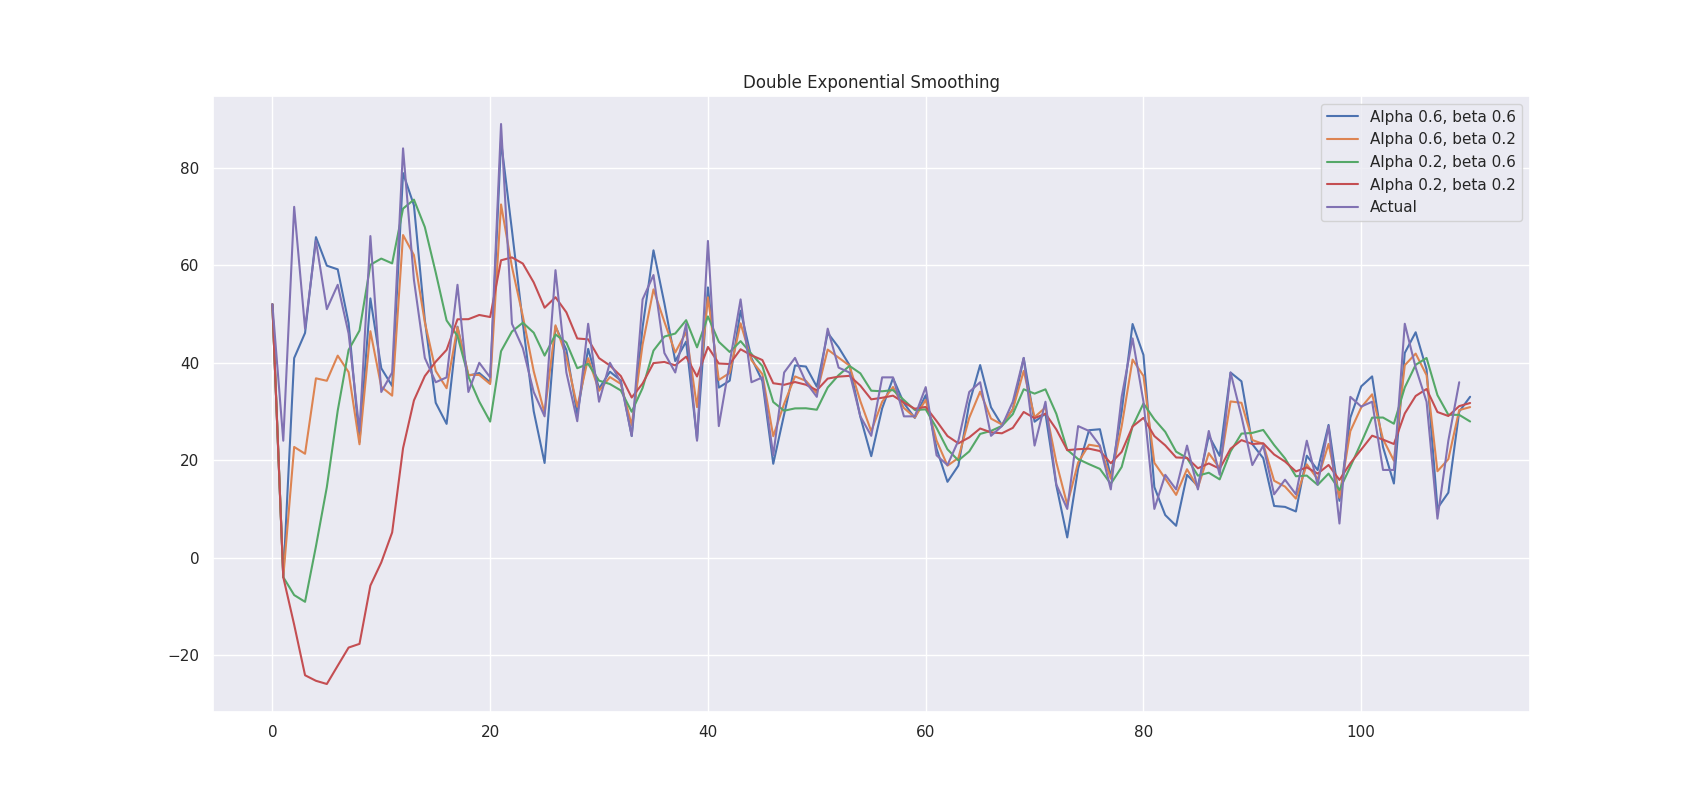 Double Exponential Smoothing
Alpha 0.6, beta 0.6
Alpha 0.6, beta 0.2
Alpha 0.2, beta 0.6
Alpha 0.2, beta 0.2
Actual
80
60
40
20
0
−20
0 20 40 60 80 100